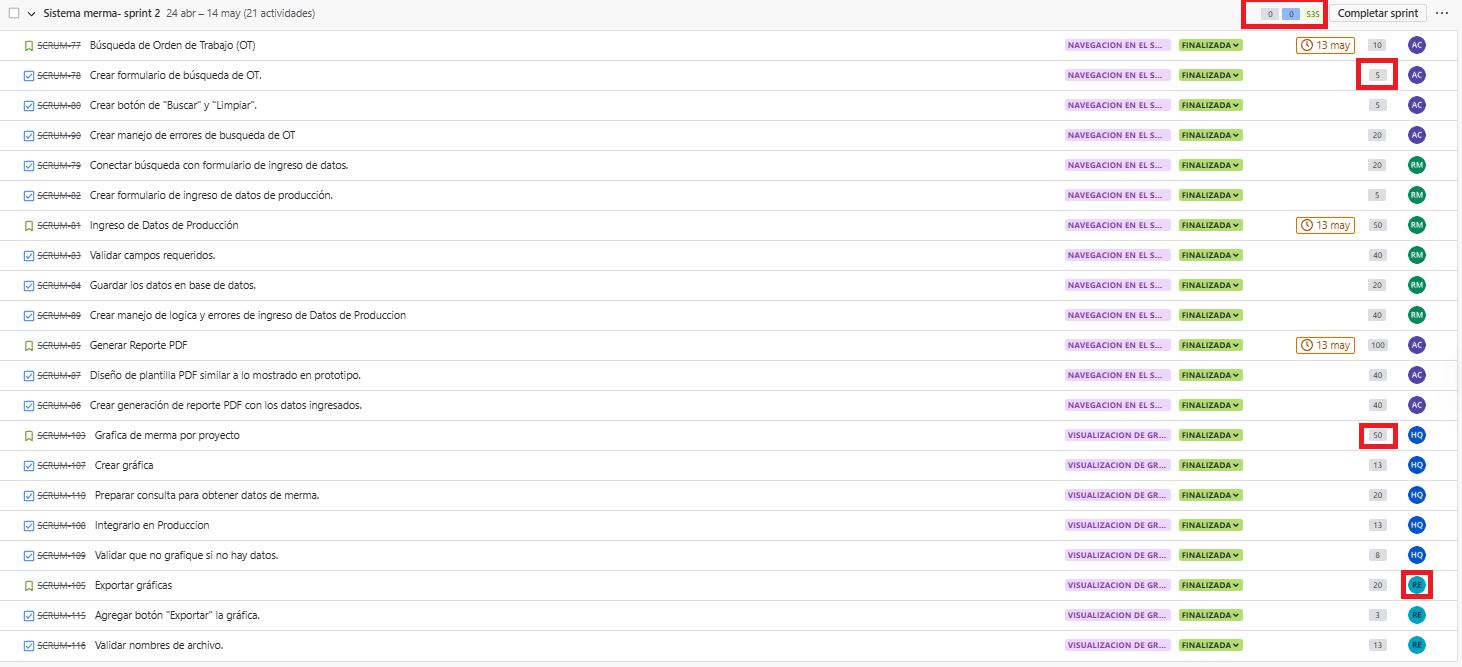 Sistema merma- sprint 2 24 abr – 14 may (21 actividades) 0 0 535 Completar sprint ...
SCRUM-77 Búsqueda de Orden de Trabajo (OT) NAVEGACION EN EL S... FINALIZADA 13 may 10 AC
SCRUM-78 Crear formulario de búsqueda de OT. NAVEGACION EN EL S... FINALIZADA 5 AC
SCRUM-80 Crear botón de "Buscar" y "Limpiar". NAVEGACION EN EL S... FINALIZADA 5 AC
SCRUM-90 Crear manejo de errores de busqueda de OT NAVEGACION EN EL S... FINALIZADA 20 AC
SCRUM-79 Conectar búsqueda con formulario de ingreso de datos. NAVEGACION EN EL S... FINALIZADA 20 RM
SCRUM-82 Crear formulario de ingreso de datos de producción. NAVEGACION EN EL S... FINALIZADA 5 RM
SCRUM-81 Ingreso de Datos de Producción NAVEGACION EN EL S... FINALIZADA 13 may 50 RM
SCRUM-83 Validar campos requeridos. NAVEGACION EN EL S... FINALIZADA 40 RM
SCRUM-84 Guardar los datos en base de datos. NAVEGACION EN EL S... FINALIZADA 20 RM
SCRUM-89 Crear manejo de logica y errores de ingreso de Datos de Produccion NAVEGACION EN EL S... FINALIZADA 40 RM
SCRUM-85 Generar Reporte PDF NAVEGACION EN EL S... FINALIZADA 13 may 100 AC
SCRUM-87 Diseño de plantilla PDF similar a lo mostrado en prototipo. NAVEGACION EN EL S... FINALIZADA 40 AC
SCRUM-86 Crear generación de reporte PDF con los datos ingresados. NAVEGACION EN EL S... FINALIZADA 40 AC
SCRUM-103 Grafica de merma por proyecto VISUALIZACION DE GR... FINALIZADA 50 HQ
SCRUM-107 Crear gráfica VISUALIZACION DE GR... FINALIZADA 13 HQ
SCRUM-110 Preparar consulta para obtener datos de merma. VISUALIZACION DE GR... FINALIZADA 20 HQ
SCRUM-108 Integrarlo en Produccion VISUALIZACION DE GR... FINALIZADA 13 HQ
SCRUM-109 Validar que no grafique si no hay datos. VISUALIZACION DE GR... FINALIZADA 8 HQ
SCRUM-105 Exportar gráficas VISUALIZACION DE GR... FINALIZADA 20 RE
SCRUM-115 Agregar botón "Exportar" la gráfica. VISUALIZACION DE GR... FINALIZADA 3 RE
SCRUM-116 Validar nombres de archivo. VISUALIZACION DE GR... FINALIZADA 13 RE